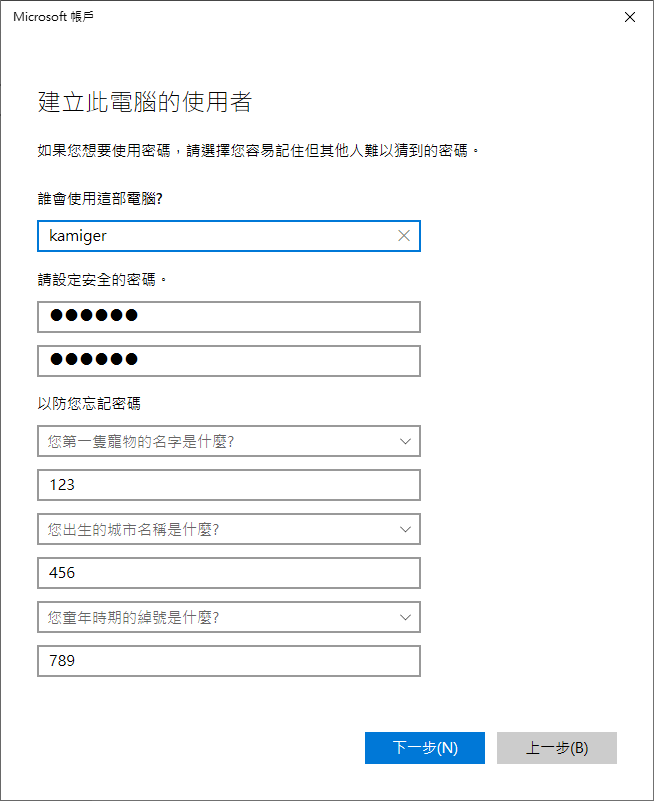 Microsoft 帳戶
建立此電腦的使用者
如果您想要使用密碼，請選擇您容易記住但其他人難以猜到的密碼。
誰會使用這部電腦?
kamiger
請設定安全的密碼。
●●●●●●
●●●●●●
以防您忘記密碼
您第一隻寵物的名字是什麼?
123
您出生的城市名稱是什麼?
456
您童年時期的綽號是什麼?
789
下一步(N)
上一步(B)